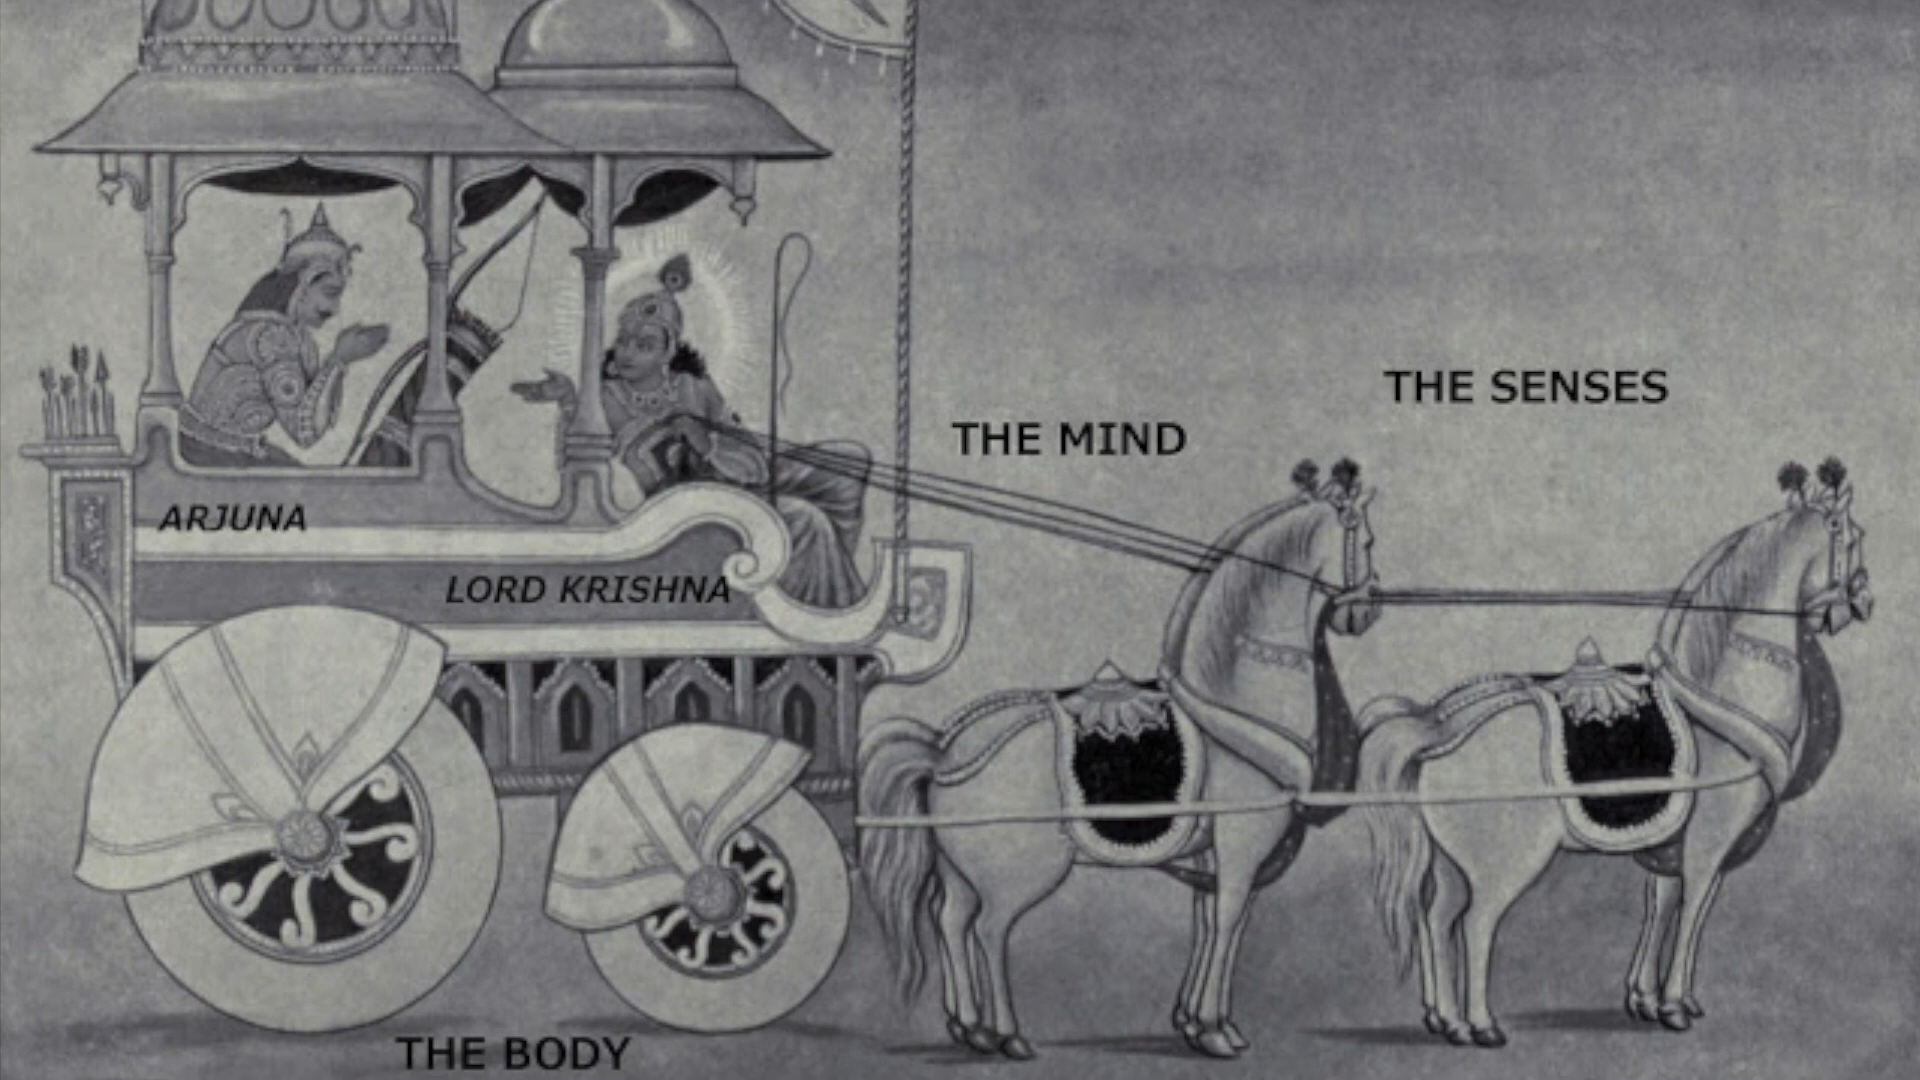 THE SENSES
THE MIND
ARJUNA
LORD KRISHNA
THE BODY